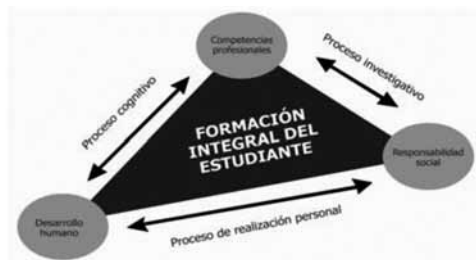 Competencias
profesionales
Proceso cognitivo
Proceso investigativo
FORMACIÓN
INTEGRAL DEL
ESTUDIANTE
Responsabilidad
social
Desarrollo
humano
Proceso de realización personal